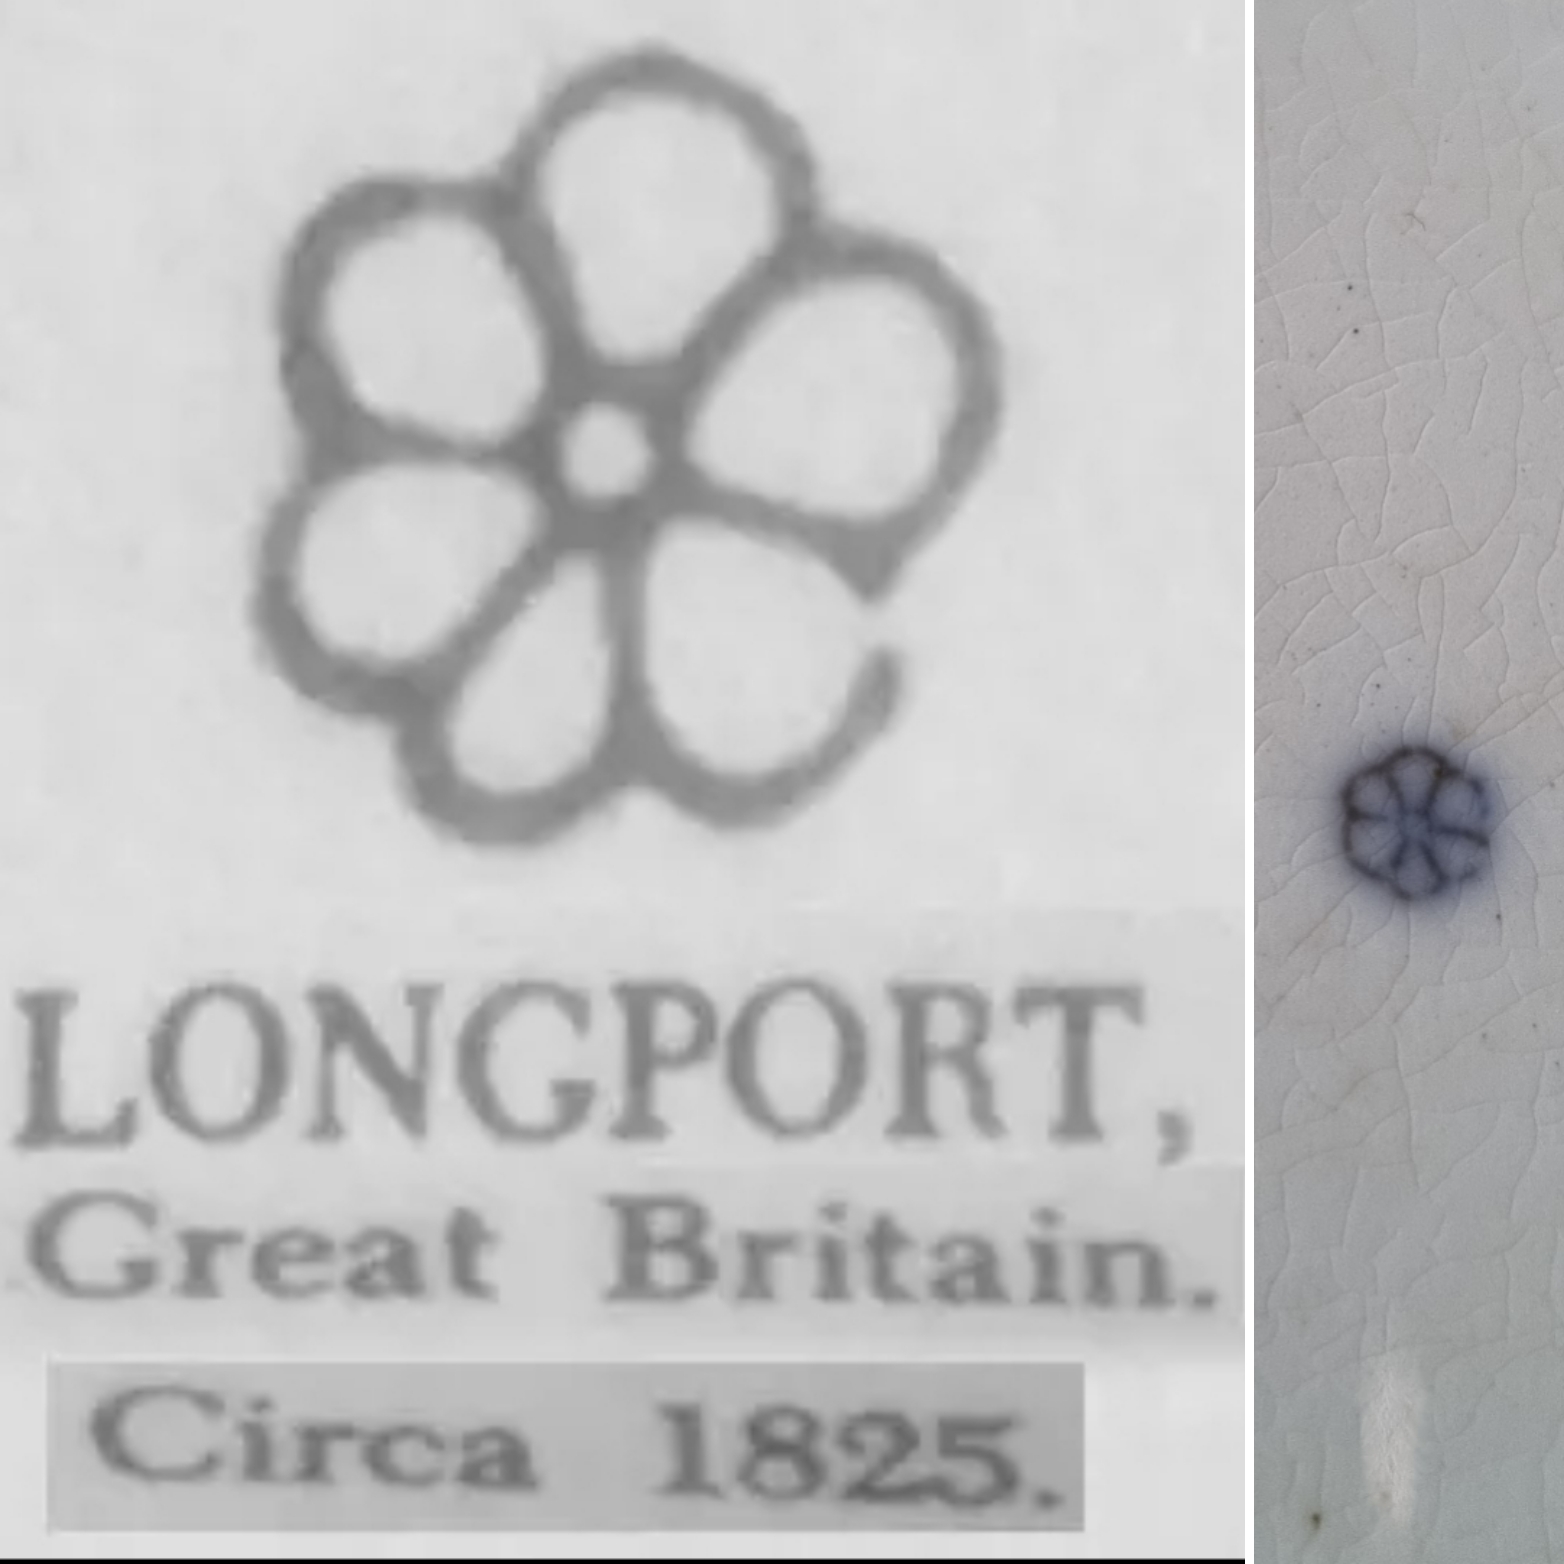 LONGPORT,
Great Britain.
Circa 1825.